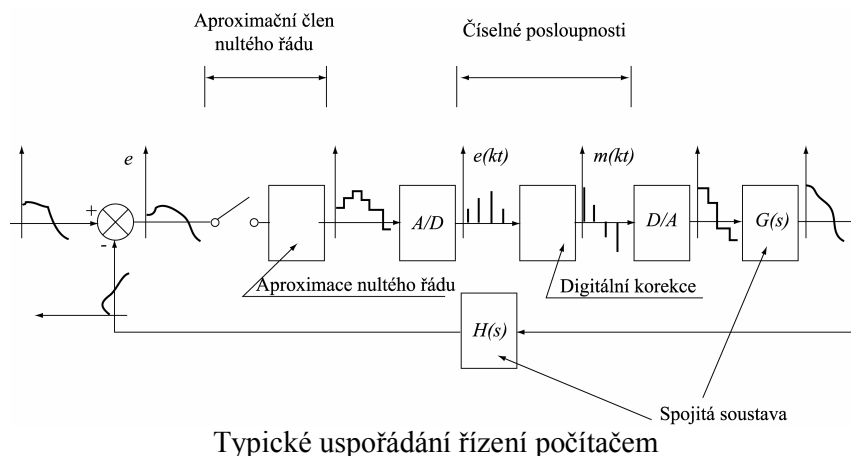 Aproximační člen
nultého řádu
Číselné posloupnosti
e
e(kt)
m(kt)
+
-
A/D
D/A
G(s)
Aproximace nultého řádu
Digitální korekce
H(s)
Spojitá soustava
Typické uspořádání řízení počítačem